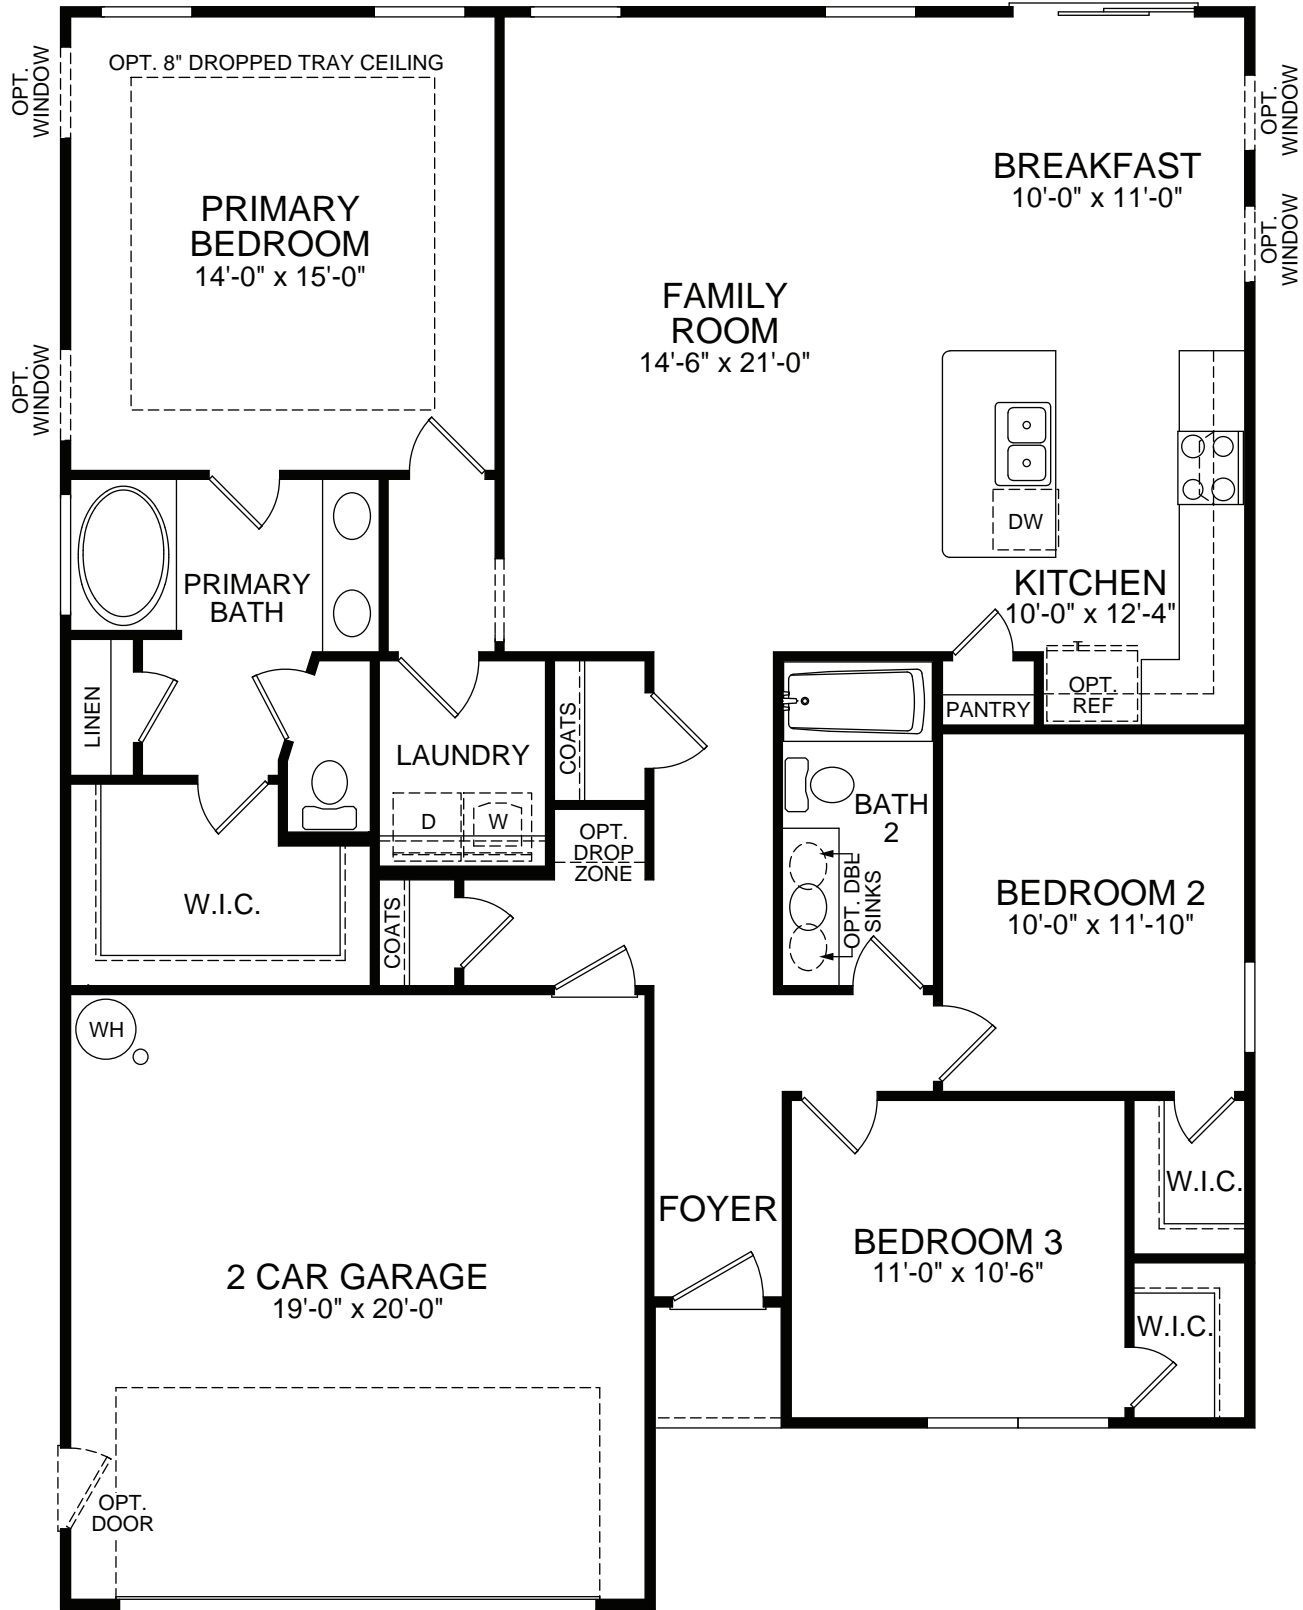 OPT. 8" DROPPED TRAY CEILING
OPT.
WINDOW
OPT.
WINDOW
BREAKFAST
10'-0" x 11'-0"
PRIMARY
BEDROOM
14'-0" x 15'-0"
OPT.
WINDOW
FAMILY
ROOM
14'-6" x 21'-0"
OPT.
WINDOW
DW
PRIMARY
BATH
KITCHEN
10'-0" x 12'-4"
LINEN
COATS
OPT.
REF
PANTRY
LAUNDRY
D
W
OPT.
DROP
ZONE
BATH
2
OPT. DBL
SINKS
W.I.C.
COATS
BEDROOM 2
10'-0" x 11'-10"
WH
W.I.C.
FOYER
BEDROOM 3
11'-0" x 10'-6"
2 CAR GARAGE
19'-0" x 20'-0"
W.I.C.
OPT.
DOOR